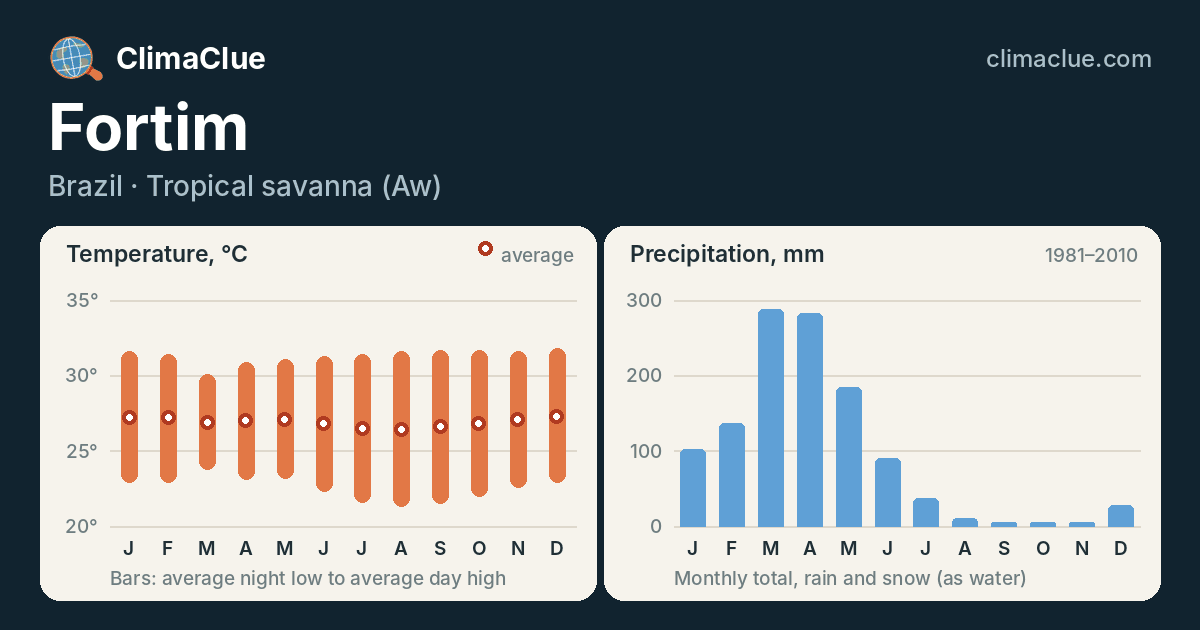 ClimaClue
climaclue.com
Fortim
Brazil · Tropical savanna (Aw)
Temperature, °C
average
35°
30°
25°
20°
J F M A M J J A S O N D
Bars: average night low to average day high
Precipitation, mm
1981–2010
300
200
100
0
J F M A M J J A S O N D
Monthly total, rain and snow (as water)